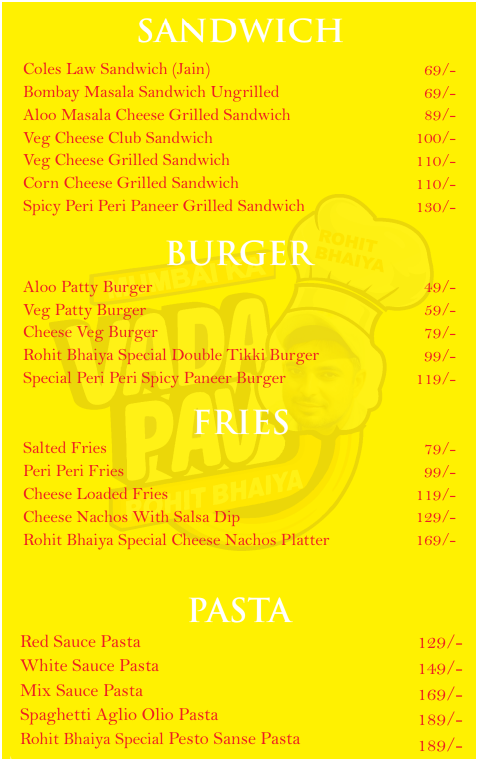 SANDWICH
Coles Law Sandwich (Jain) 69/-
Bombay Masala Sandwich Ungrilled 69/-
Aloo Masala Cheese Grilled Sandwich 89/-
Veg Cheese Club Sandwich 100/-
Veg Cheese Grilled Sandwich 110/-
Corn Cheese Grilled Sandwich 110/-
Spicy Peri Peri Paneer Grilled Sandwich 130/-
ROHIT
BHAIYA
BURGER
MUMBAI KA
Aloo Patty Burger 49/-
Veg Patty Burger 59/-
Cheese Veg Burger 79/-
VADA
Rohit Bhaiya Special Double Tikki Burger 99/-
Special Peri Peri Spicy Paneer Burger 119/-
FRIES
PAV
Salted Fries 79/-
Peri Peri Fries 99/-
Cheese Loaded Fries 119/-
ROHIT BHAIYA
Cheese Nachos With Salsa Dip 129/-
Rohit Bhaiya Special Cheese Nachos Platter 169/-
PASTA
Red Sauce Pasta 129/-
White Sauce Pasta 149/-
Mix Sauce Pasta 169/-
Spaghetti Aglio Olio Pasta 189/-
Rohit Bhaiya Special Pesto Sanse Pasta 189/-